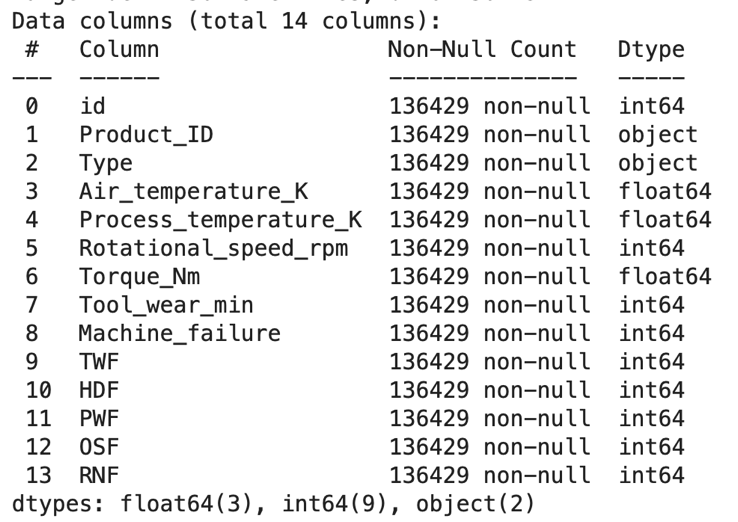 Data columns (total 14 columns):
 #   Column                 Non-Null Count   Dtype
---  ------                 --------------   -----
 0   id                     136429 non-null  int64
 1   Product_ID             136429 non-null  object
 2   Type                   136429 non-null  object
 3   Air_temperature_K      136429 non-null  float64
 4   Process_temperature_K  136429 non-null  float64
 5   Rotational_speed_rpm   136429 non-null  int64
 6   Torque_Nm              136429 non-null  float64
 7   Tool_wear_min          136429 non-null  int64
 8   Machine_failure        136429 non-null  int64
 9   TWF                    136429 non-null  int64
 10  HDF                    136429 non-null  int64
 11  PWF                    136429 non-null  int64
 12  OSF                    136429 non-null  int64
 13  RNF                    136429 non-null  int64
dtypes: float64(3), int64(9), object(2)